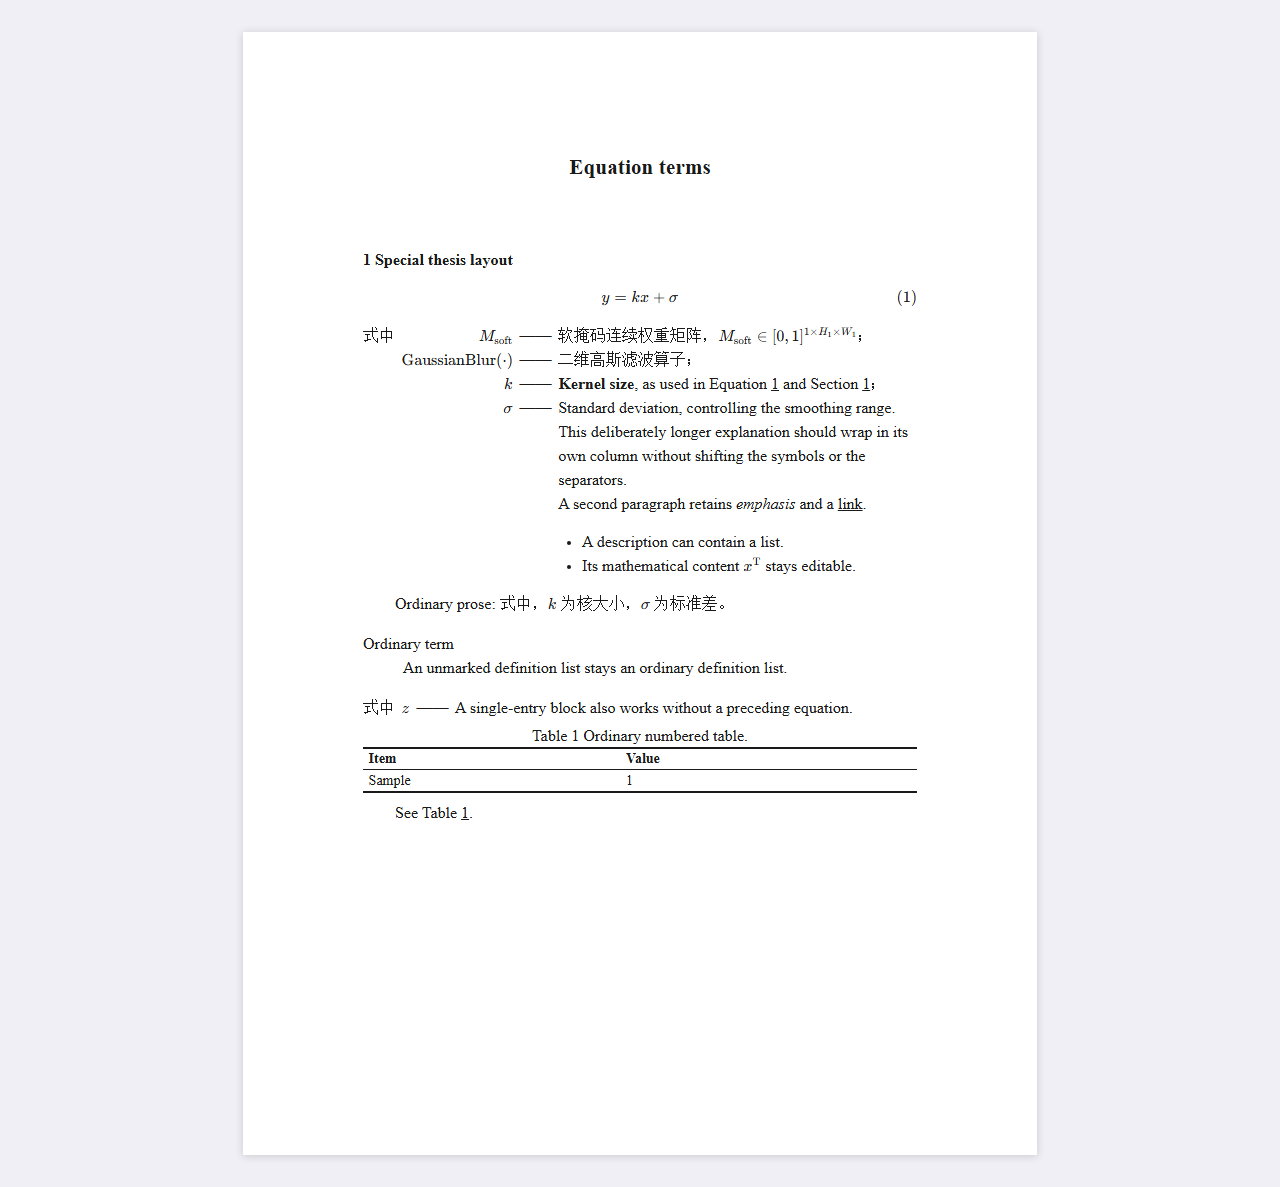 Equation terms
1 Special thesis layout
y = kx + σ (1)
式中 M_soft —— 软掩码连续权重矩阵，M_soft ∈ [0, 1]^{1×H_1×W_1}；
GaussianBlur(·) —— 二维高斯滤波算子；
k —— Kernel size, as used in Equation 1 and Section 1；
σ —— Standard deviation, controlling the smoothing range.
This deliberately longer explanation should wrap in its
own column without shifting the symbols or the
separators.
A second paragraph retains emphasis and a link.
• A description can contain a list.
• Its mathematical content x^T stays editable.
Ordinary prose: 式中，k 为核大小，σ 为标准差。
Ordinary term
An unmarked definition list stays an ordinary definition list.
式中 z —— A single-entry block also works without a preceding equation.
Table 1 Ordinary numbered table.
Item Value
Sample 1
See Table 1.